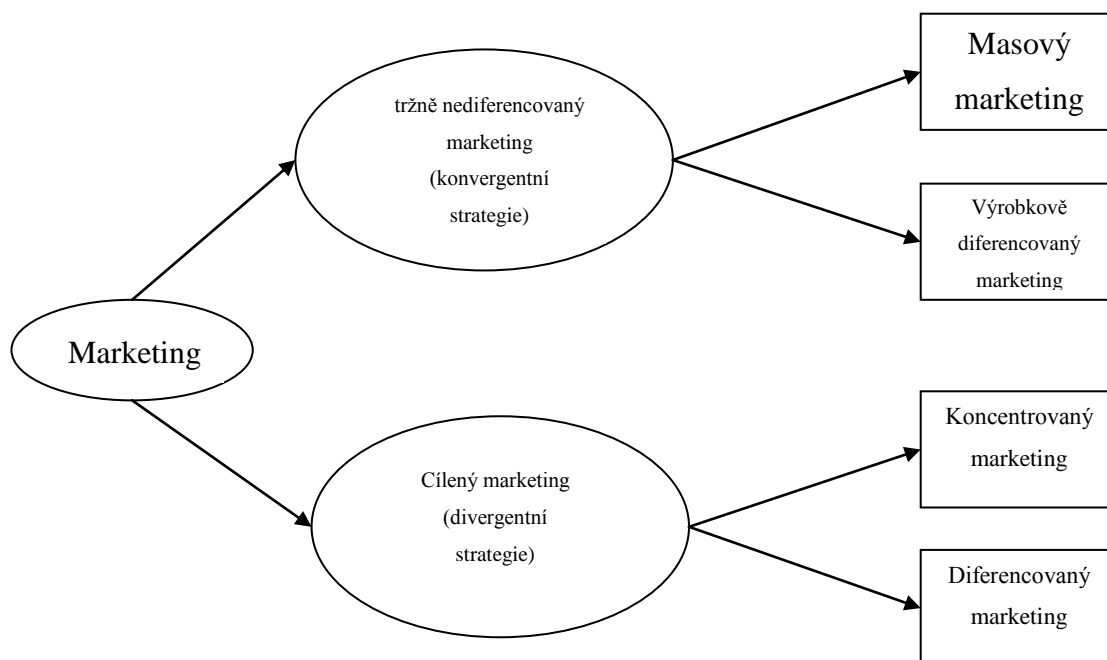 Masový
marketing
tržně nediferencovaný
marketing
(konvergentní
strategie)
Výrobkově
diferencovaný
marketing
Marketing
Koncentrovaný
marketing
Cílený marketing
(divergentní
strategie)
Diferencovaný
marketing